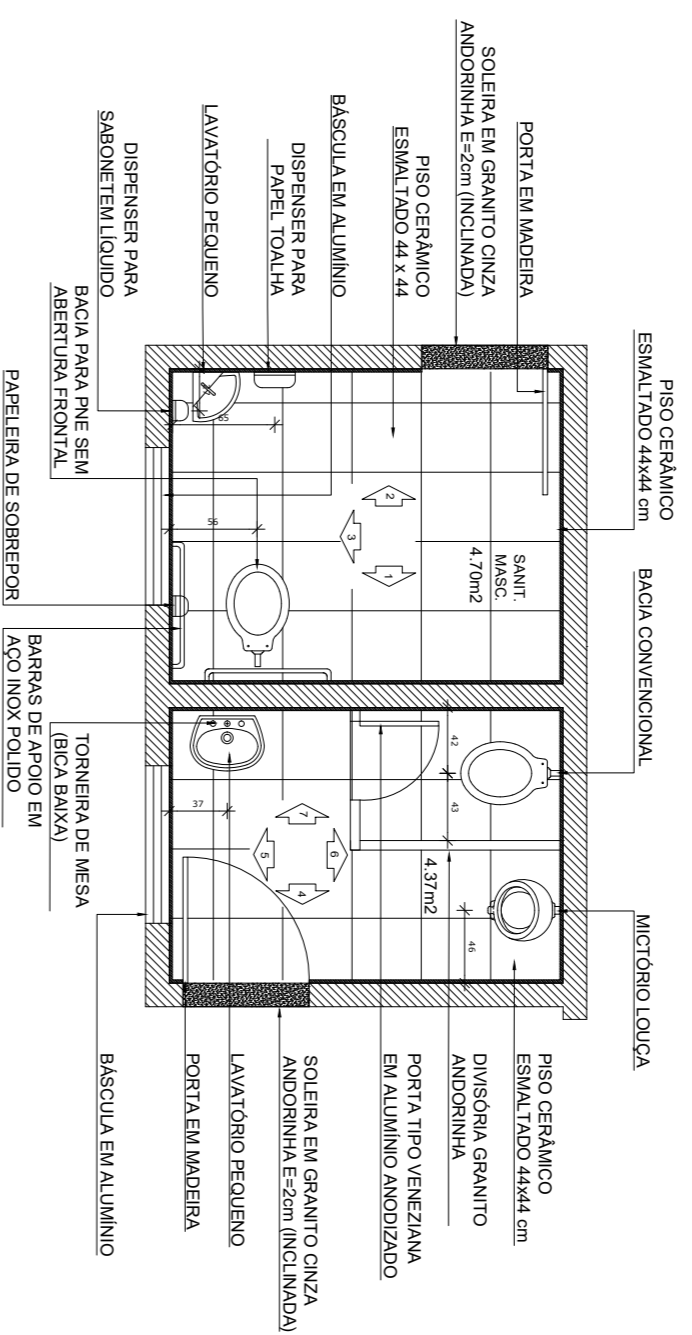 PISO CERÂMICO
ESMALTADO 44x44 cm
BACIA CONVENCIONAL
MICTÓRIO LOUÇA
PORTA EM MADEIRA
SOLEIRA EM GRANITO CINZA
ANDORINHA E=2cm (INCLINADA)
PISO CERÂMICO
ESMALTADO 44 x 44
BÁSCULA EM ALUMÍNIO
DISPENSER PARA
PAPEL TOALHA
LAVATÓRIO PEQUENO
DISPENSER PARA
SABONETEM LÍQUIDO
BACIA PARA PNE SEM
ABERTURA FRONTAL
PAPELEIRA DE SOBREPOR
BARRAS DE APOIO EM
AÇO INOX POLIDO
TORNEIRA DE MESA
(BICA BAIXA)
BÁSCULA EM ALUMÍNIO
PORTA EM MADEIRA
LAVATÓRIO PEQUENO
SOLEIRA EM GRANITO CINZA
ANDORINHA E=2cm (INCLINADA)
PORTA TIPO VENEZIANA
EM ALUMÍNIO ANODIZADO
DIVISÓRIA GRANITO
ANDORINHA
PISO CERÂMICO
ESMALTADO 44x44 cm
SANIT.
MASC.
4.70m2
1
2
3
65
56
4.37m2
42
43
46
37
4
5
6
7